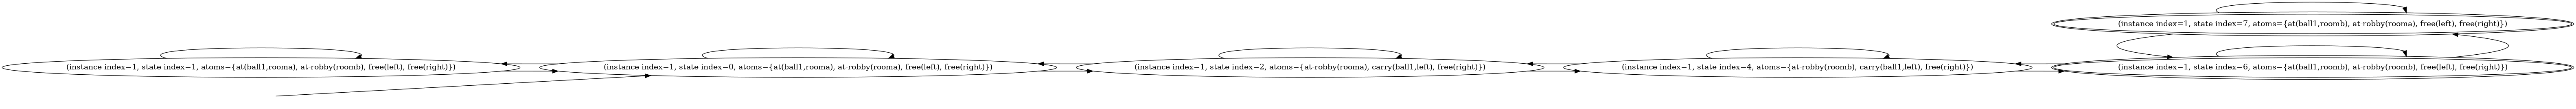 (instance index=1, state index=7, atoms={at(ball1,roomb), at-robby(rooma), free(left), free(right)})
(instance index=1, state index=1, atoms={at(ball1,rooma), at-robby(roomb), free(left), free(right)})
(instance index=1, state index=0, atoms={at(ball1,rooma), at-robby(rooma), free(left), free(right)})
(instance index=1, state index=2, atoms={at-robby(rooma), carry(ball1,left), free(right)})
(instance index=1, state index=4, atoms={at-robby(roomb), carry(ball1,left), free(right)})
(instance index=1, state index=6, atoms={at(ball1,roomb), at-robby(roomb), free(left), free(right)})